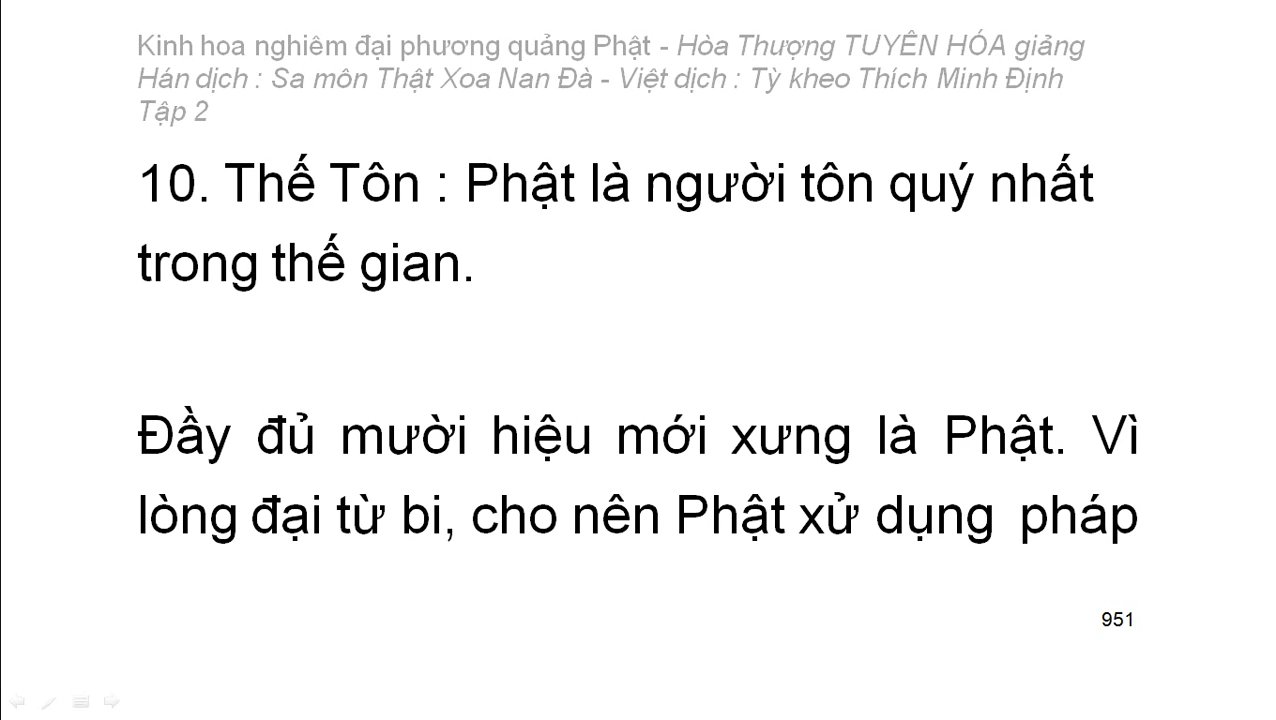 Kinh hoa nghiêm đại phương quảng Phật - Hòa Thượng TUYÊN HÓA giảng
Hán dịch : Sa môn Thật Xoa Nan Đà - Việt dịch : Tỳ kheo Thích Minh Định
Tập 2
10. Thế Tôn : Phật là người tôn quý nhất
trong thế gian.
Đầy đủ mười hiệu mới xưng là Phật. Vì
lòng đại từ bi, cho nên Phật xử dụng pháp
951